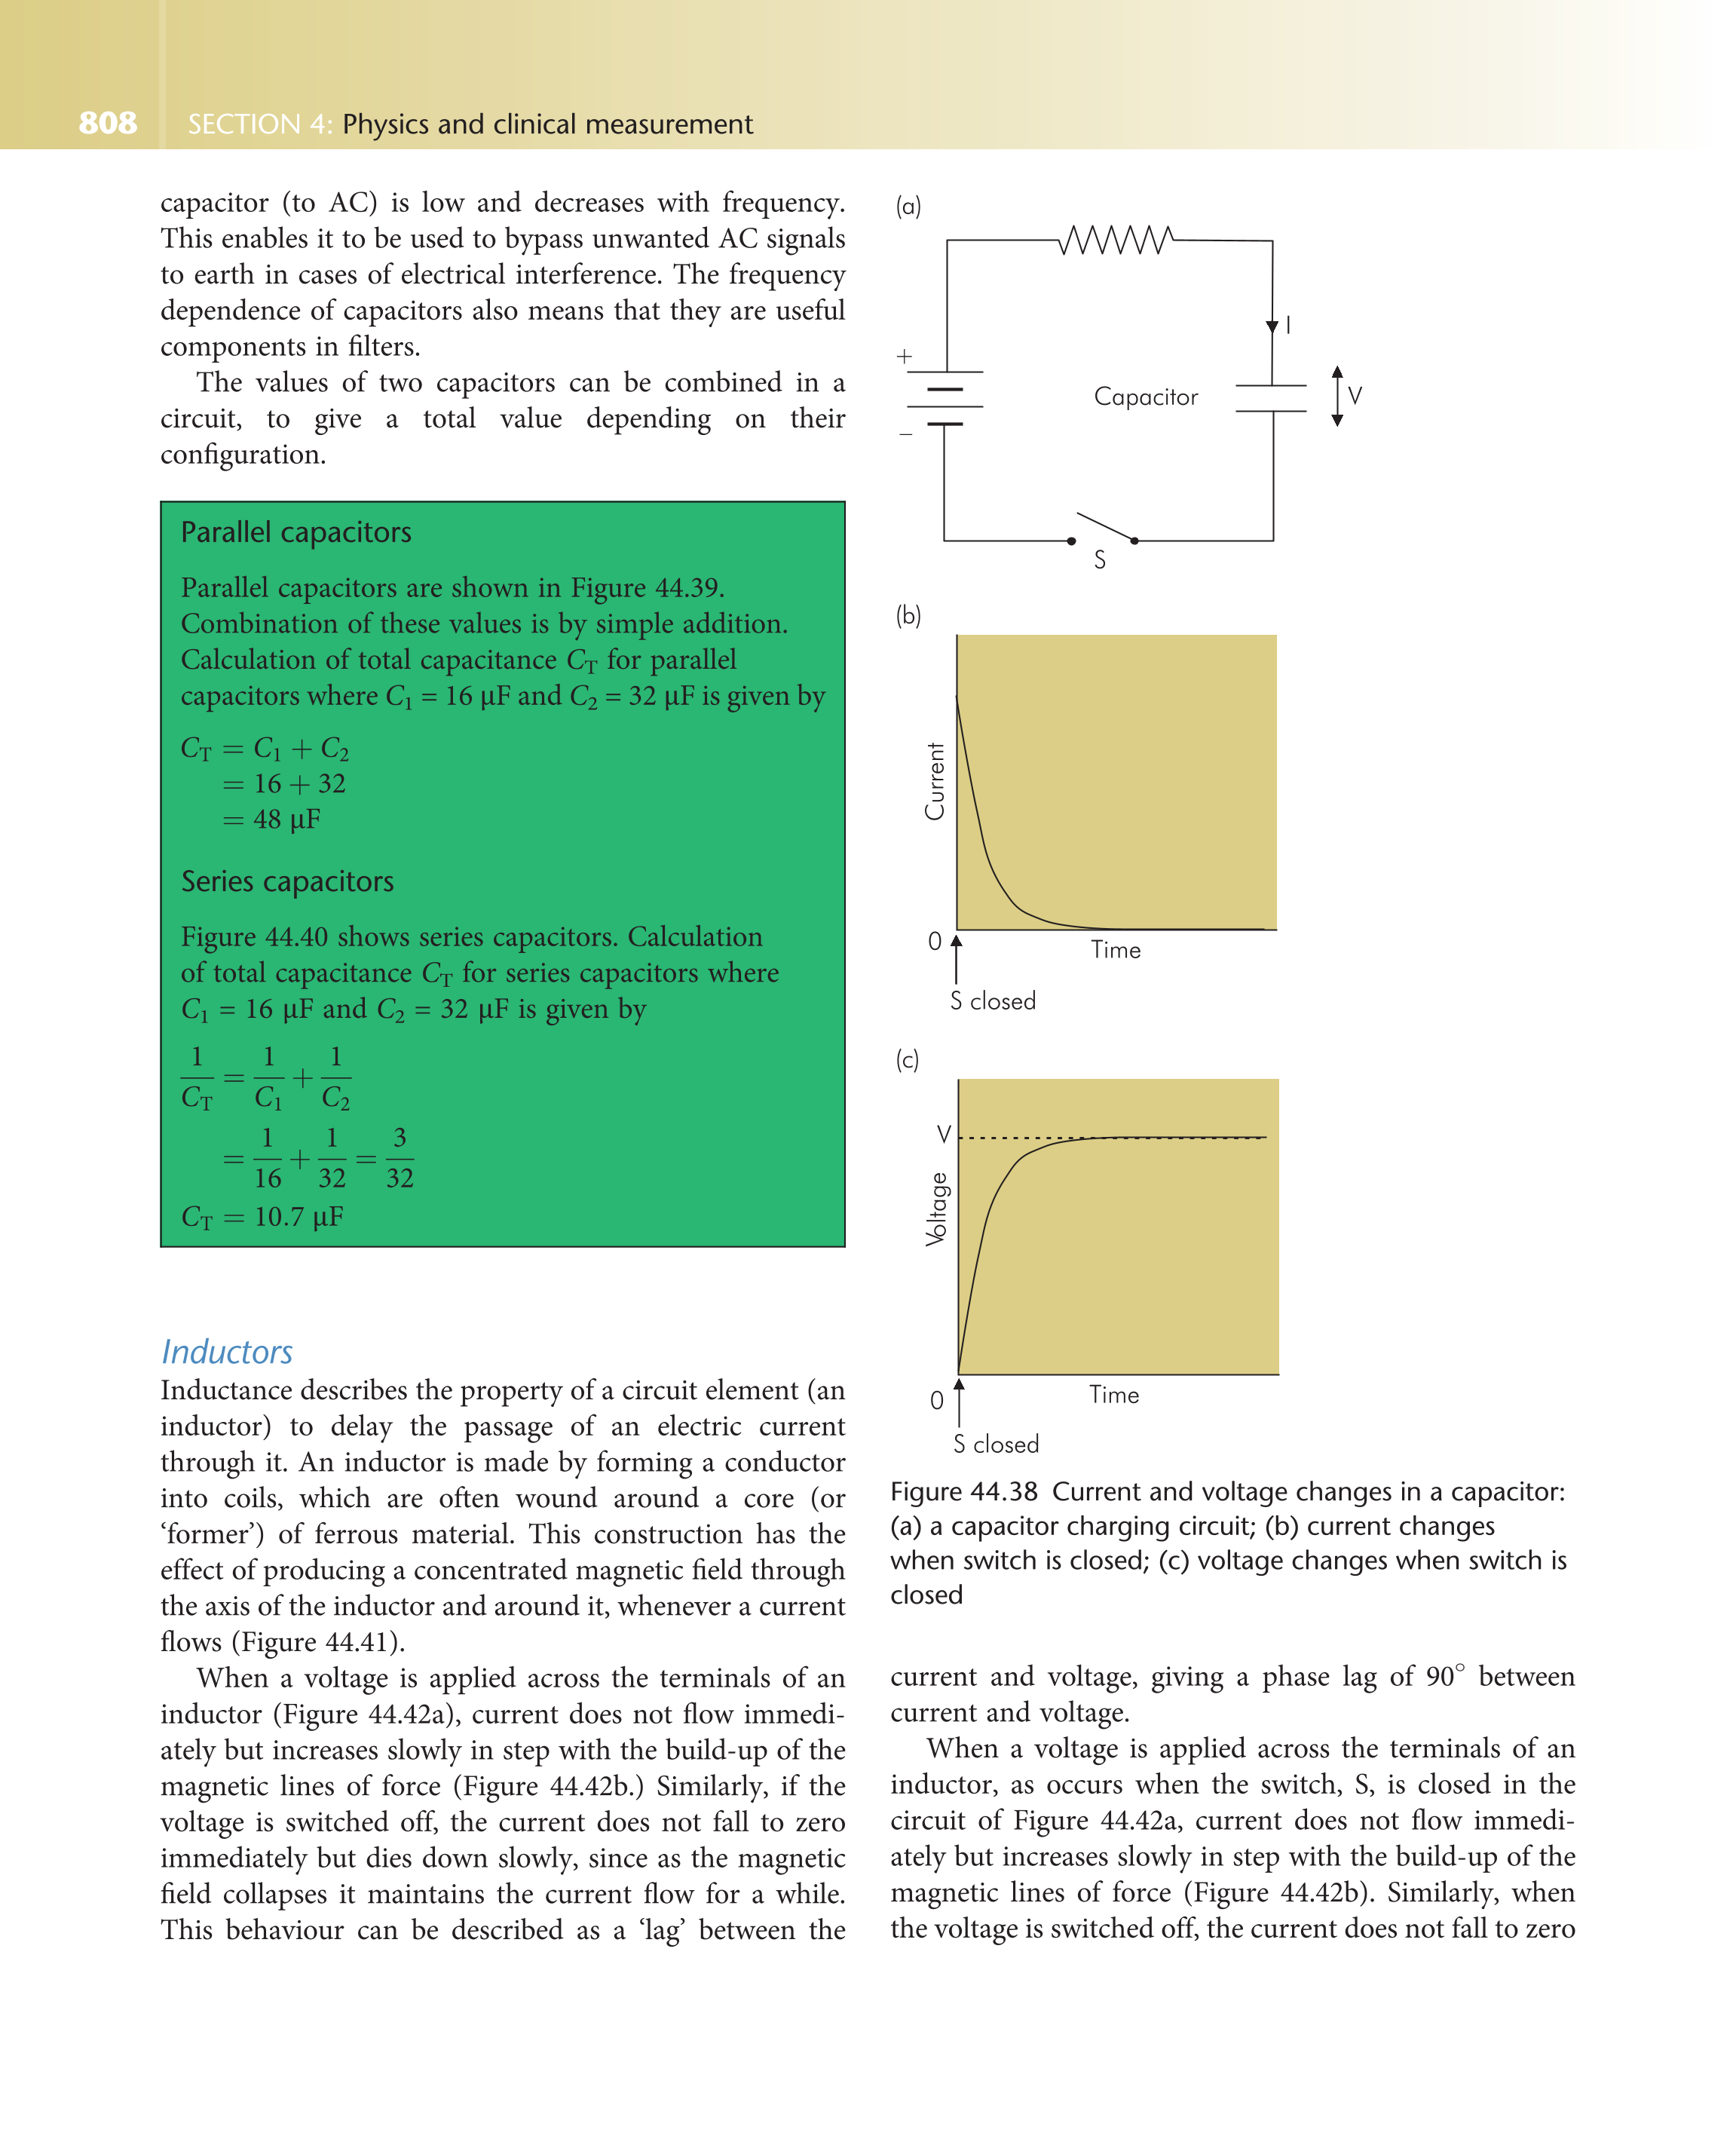 808 SECTION 4: Physics and clinical measurement
capacitor (to AC) is low and decreases with frequency.
This enables it to be used to bypass unwanted AC signals
to earth in cases of electrical interference. The frequency
dependence of capacitors also means that they are useful
components in filters.
The values of two capacitors can be combined in a
circuit, to give a total value depending on their
configuration.
Parallel capacitors
Parallel capacitors are shown in Figure 44.39.
Combination of these values is by simple addition.
Calculation of total capacitance C_T for parallel
capacitors where C₁ = 16 µF and C₂ = 32 µF is given by
C_T = C₁ + C₂
= 16 + 32
= 48 µF
Series capacitors
Figure 44.40 shows series capacitors. Calculation
of total capacitance C_T for series capacitors where
C₁ = 16 µF and C₂ = 32 µF is given by
1/C_T = 1/C₁ + 1/C₂
= 1/16 + 1/32 = 3/32
C_T = 10.7 µF
Inductors
Inductance describes the property of a circuit element (an
inductor) to delay the passage of an electric current
through it. An inductor is made by forming a conductor
into coils, which are often wound around a core (or
‘former’) of ferrous material. This construction has the
effect of producing a concentrated magnetic field through
the axis of the inductor and around it, whenever a current
flows (Figure 44.41).
When a voltage is applied across the terminals of an
inductor (Figure 44.42a), current does not flow immedi-
ately but increases slowly in step with the build-up of the
magnetic lines of force (Figure 44.42b.) Similarly, if the
voltage is switched off, the current does not fall to zero
immediately but dies down slowly, since as the magnetic
field collapses it maintains the current flow for a while.
This behaviour can be described as a ‘lag’ between the
(a)
I
+
Capacitor
V
−
S
(b)
Current
0
Time
S closed
(c)
V
Voltage
0
Time
S closed
Figure 44.38 Current and voltage changes in a capacitor:
(a) a capacitor charging circuit; (b) current changes
when switch is closed; (c) voltage changes when switch is
closed
current and voltage, giving a phase lag of 90° between
current and voltage.
When a voltage is applied across the terminals of an
inductor, as occurs when the switch, S, is closed in the
circuit of Figure 44.42a, current does not flow immedi-
ately but increases slowly in step with the build-up of the
magnetic lines of force (Figure 44.42b). Similarly, when
the voltage is switched off, the current does not fall to zero